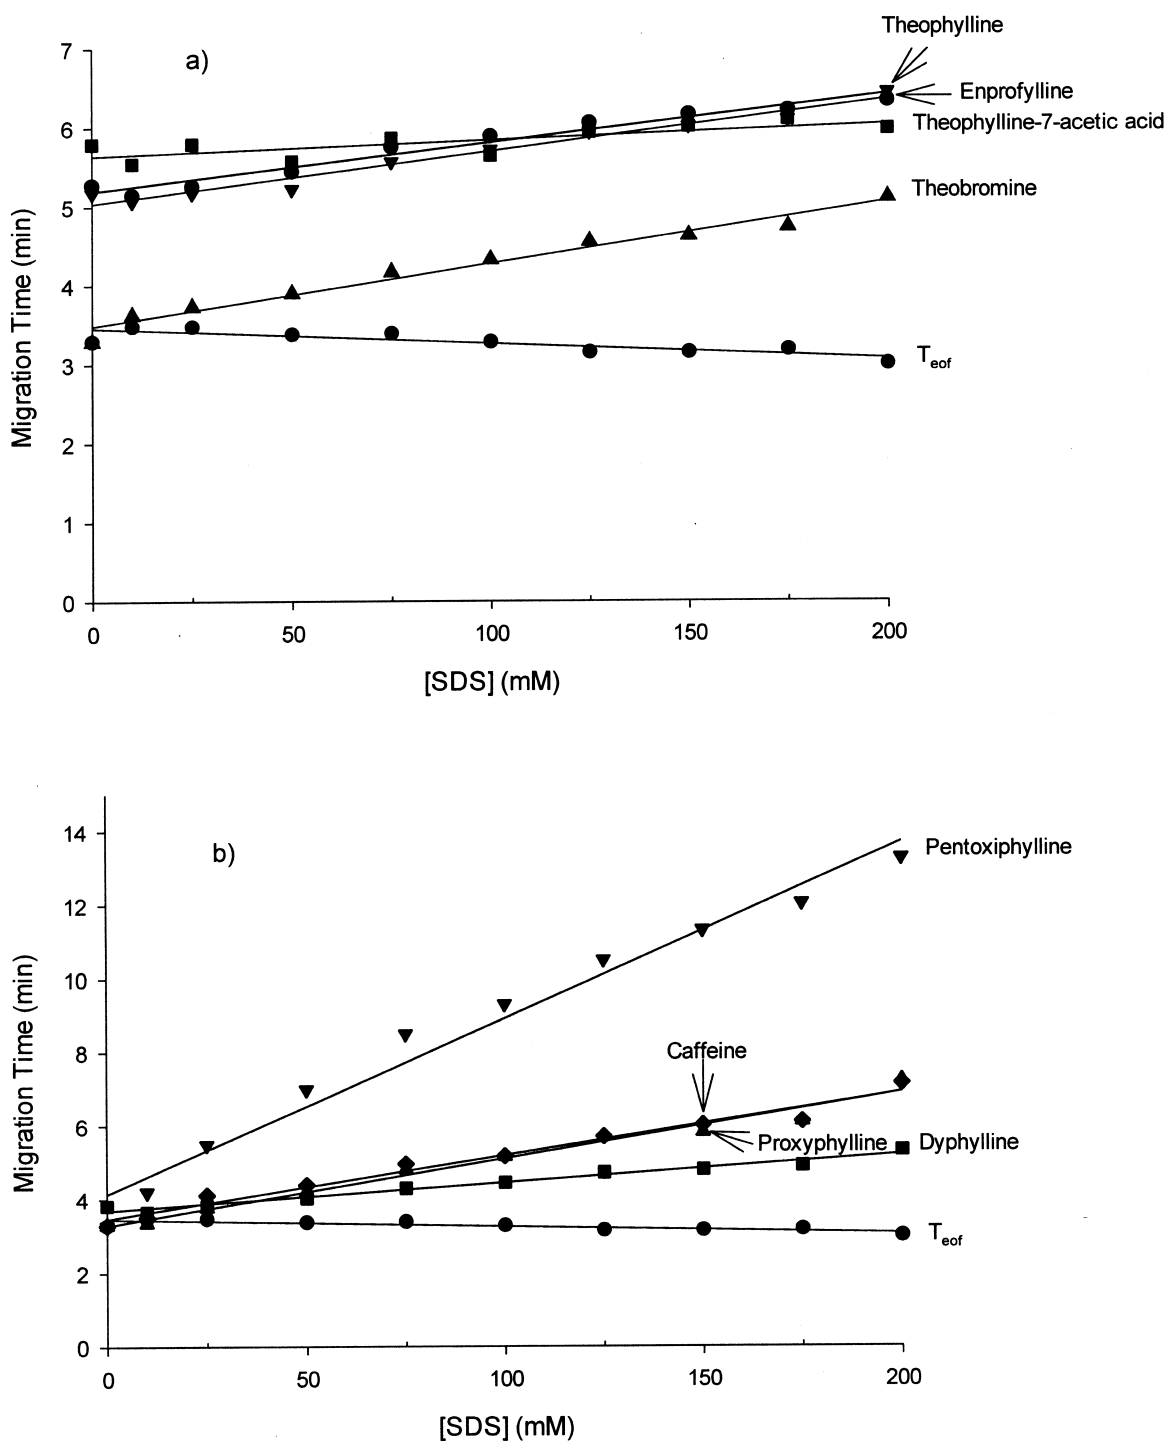 a)
Theophylline
Enprofylline
Theophylline-7-acetic acid
Theobromine
T_eof
7
6
5
4
3
2
1
0
Migration Time (min)
0 50 100 150 200
[SDS] (mM)
b)
Pentoxiphylline
Caffeine
Proxyphylline
Dyphylline
T_eof
14
12
10
8
6
4
2
0
Migration Time (min)
0 50 100 150 200
[SDS] (mM)